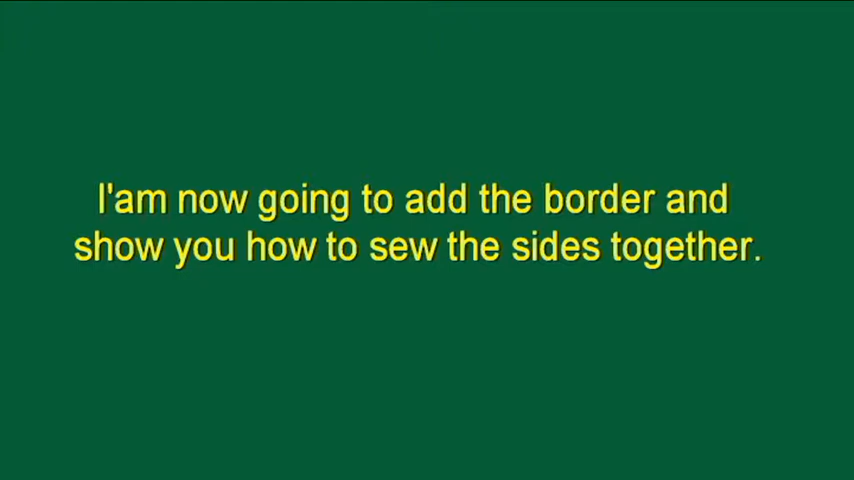 I'am now going to add the border and
show you how to sew the sides together.